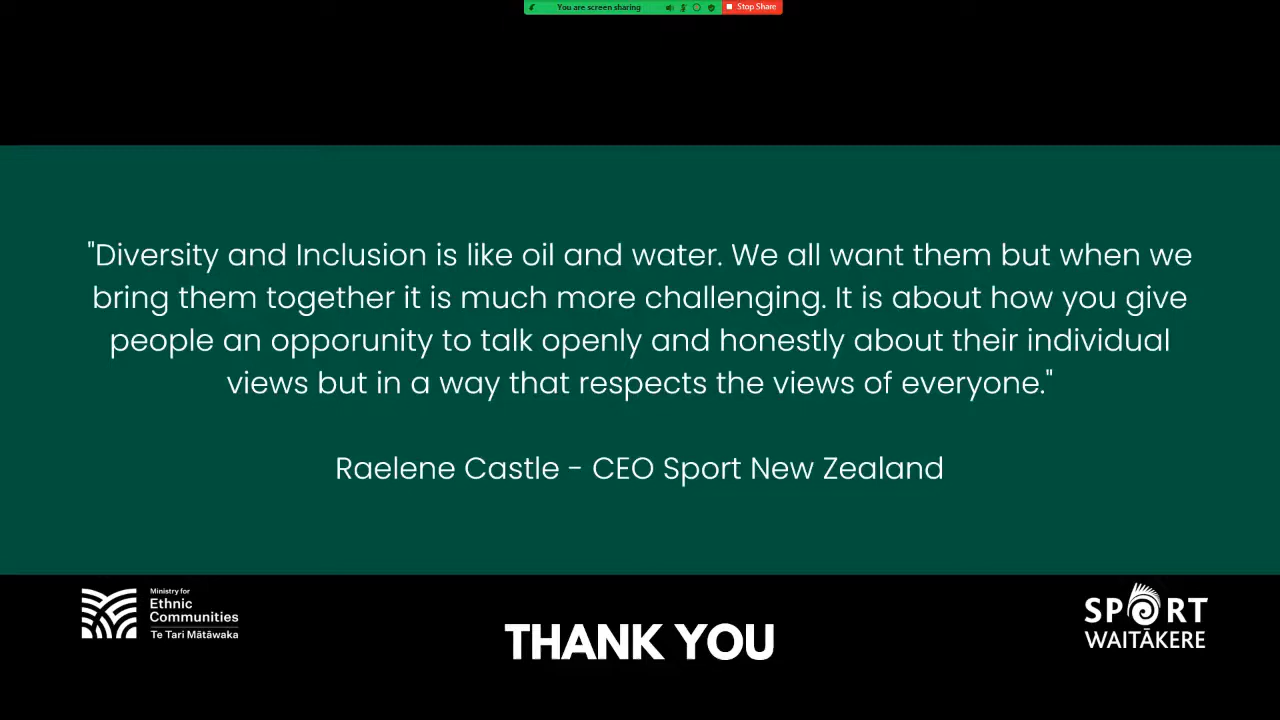 You are screen sharing
Stop Share
"Diversity and Inclusion is like oil and water. We all want them but when we
bring them together it is much more challenging. It is about how you give
people an opporunity to talk openly and honestly about their individual
views but in a way that respects the views of everyone."
Raelene Castle - CEO Sport New Zealand
Ministry for
Ethnic
Communities
Te Tari Mātāwaka
THANK YOU
SPORT
WAITĀKERE